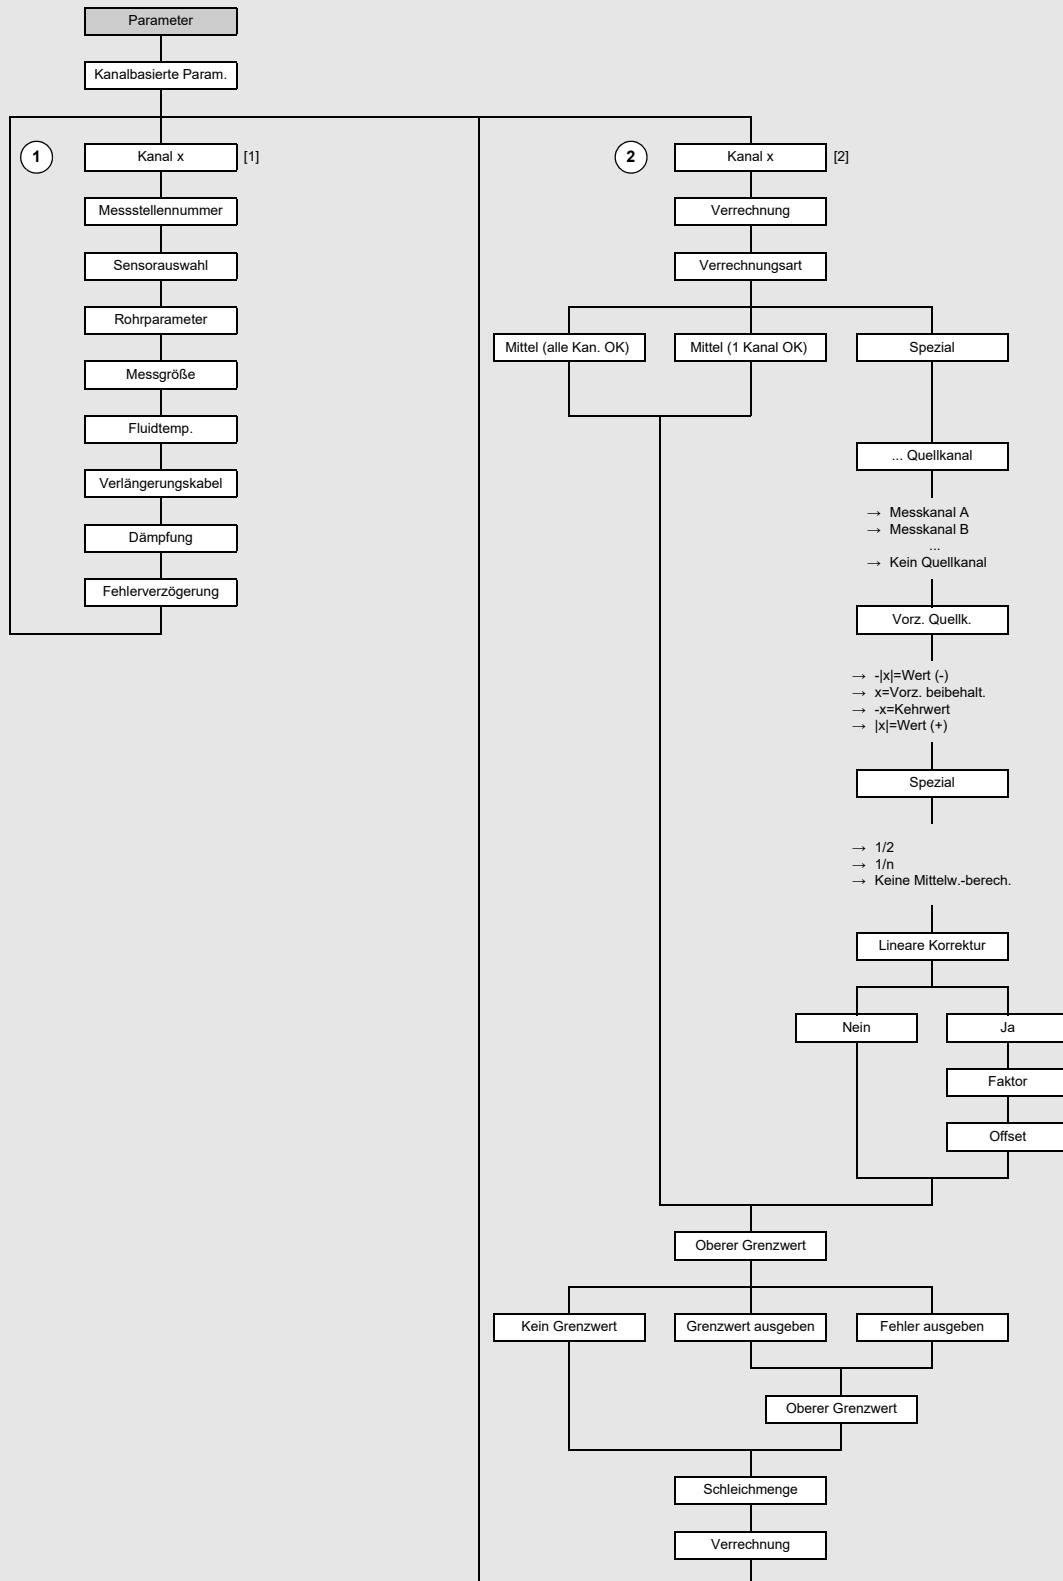 Parameter
Kanalbasierte Param.
1
Kanal x
[1]
Messstellennummer
Sensorauswahl
Rohrparameter
Messgröße
Fluidtemp.
Verlängerungskabel
Dämpfung
Fehlerverzögerung
2
Kanal x
[2]
Verrechnung
Verrechnungsart
Mittel (alle Kan. OK)
Mittel (1 Kanal OK)
Spezial
... Quellkanal
→ Messkanal A
→ Messkanal B
...
→ Kein Quellkanal
Vorz. Quellk.
→ -|x|=Wert (-)
→ x=Vorz. beibehalt.
→ -x=Kehrwert
→ |x|=Wert (+)
Spezial
→ 1/2
→ 1/n
→ Keine Mittelw.-berech.
Lineare Korrektur
Nein
Ja
Faktor
Offset
Oberer Grenzwert
Kein Grenzwert
Grenzwert ausgeben
Fehler ausgeben
Oberer Grenzwert
Schleichmenge
Verrechnung